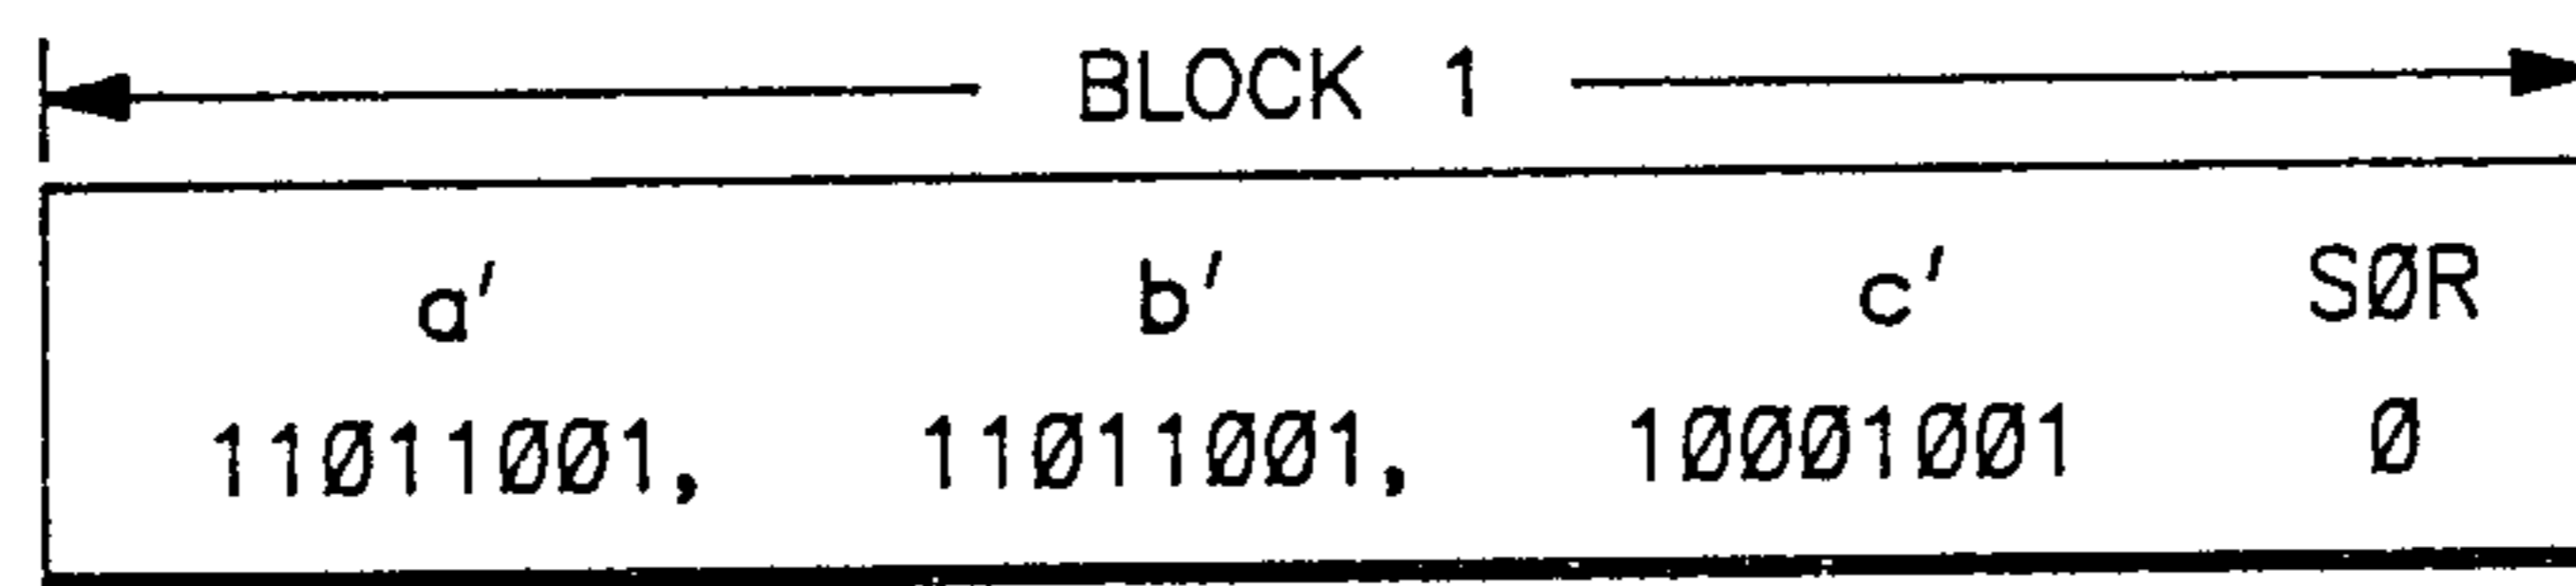 BLOCK 1
a' b' c' SØR
11Ø11ØØ1, 11Ø11ØØ1, 1ØØØ1ØØ1 Ø